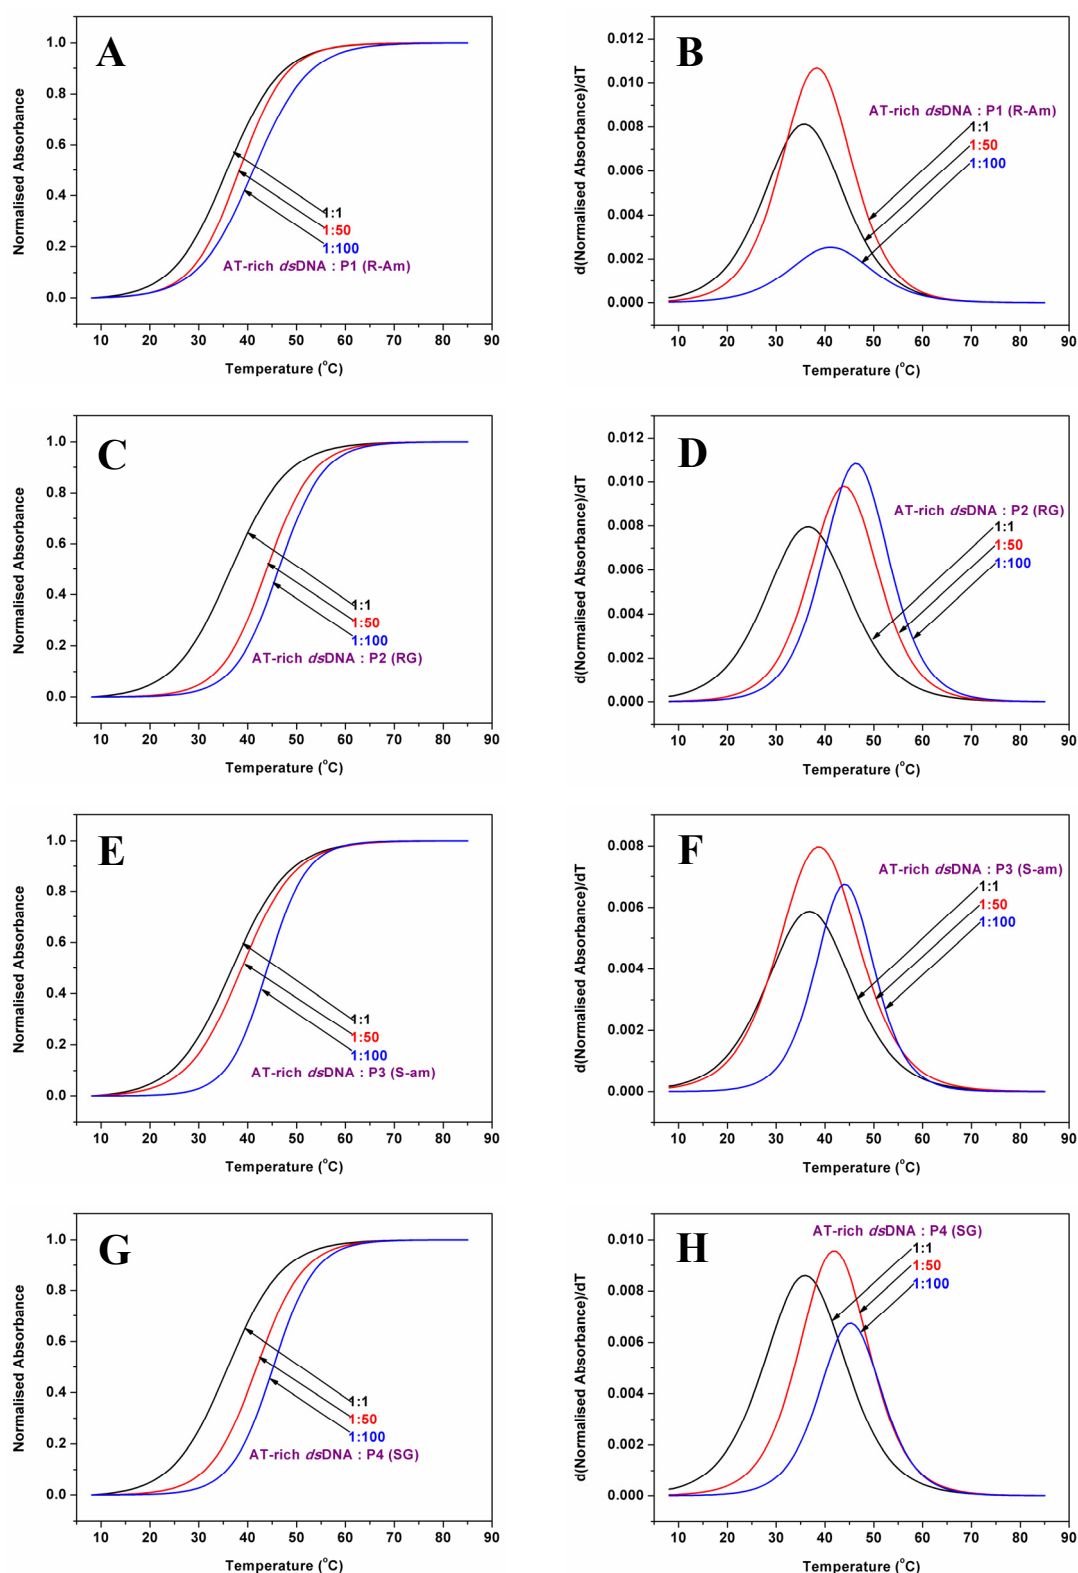 A
Normalised Absorbance
1.0
0.8
0.6
0.4
0.2
0.0
1:1
1:50
1:100
AT-rich dsDNA : P1 (R-Am)
10 20 30 40 50 60 70 80 90
Temperature (°C)
B
d(Normalised Absorbance)/dT
0.012
0.010
0.008
0.006
0.004
0.002
0.000
AT-rich dsDNA : P1 (R-Am)
1:1
1:50
1:100
10 20 30 40 50 60 70 80 90
Temperature (°C)
C
Normalised Absorbance
1.0
0.8
0.6
0.4
0.2
0.0
1:1
1:50
1:100
AT-rich dsDNA : P2 (RG)
10 20 30 40 50 60 70 80 90
Temperature (°C)
D
d(Normalised Absorbance)/dT
0.012
0.010
0.008
0.006
0.004
0.002
0.000
AT-rich dsDNA : P2 (RG)
1:1
1:50
1:100
10 20 30 40 50 60 70 80 90
Temperature (°C)
E
Normalised Absorbance
1.0
0.8
0.6
0.4
0.2
0.0
1:1
1:50
1:100
AT-rich dsDNA : P3 (S-am)
10 20 30 40 50 60 70 80 90
Temperature (°C)
F
d(Normalised Absorbance)/dT
0.008
0.006
0.004
0.002
0.000
AT-rich dsDNA : P3 (S-am)
1:1
1:50
1:100
10 20 30 40 50 60 70 80 90
Temperature (°C)
G
Normalised Absorbance
1.0
0.8
0.6
0.4
0.2
0.0
1:1
1:50
1:100
AT-rich dsDNA : P4 (SG)
10 20 30 40 50 60 70 80 90
Temperature (°C)
H
d(Normalised Absorbance)/dT
0.010
0.008
0.006
0.004
0.002
0.000
AT-rich dsDNA : P4 (SG)
1:1
1:50
1:100
10 20 30 40 50 60 70 80 90
Temperature (°C)